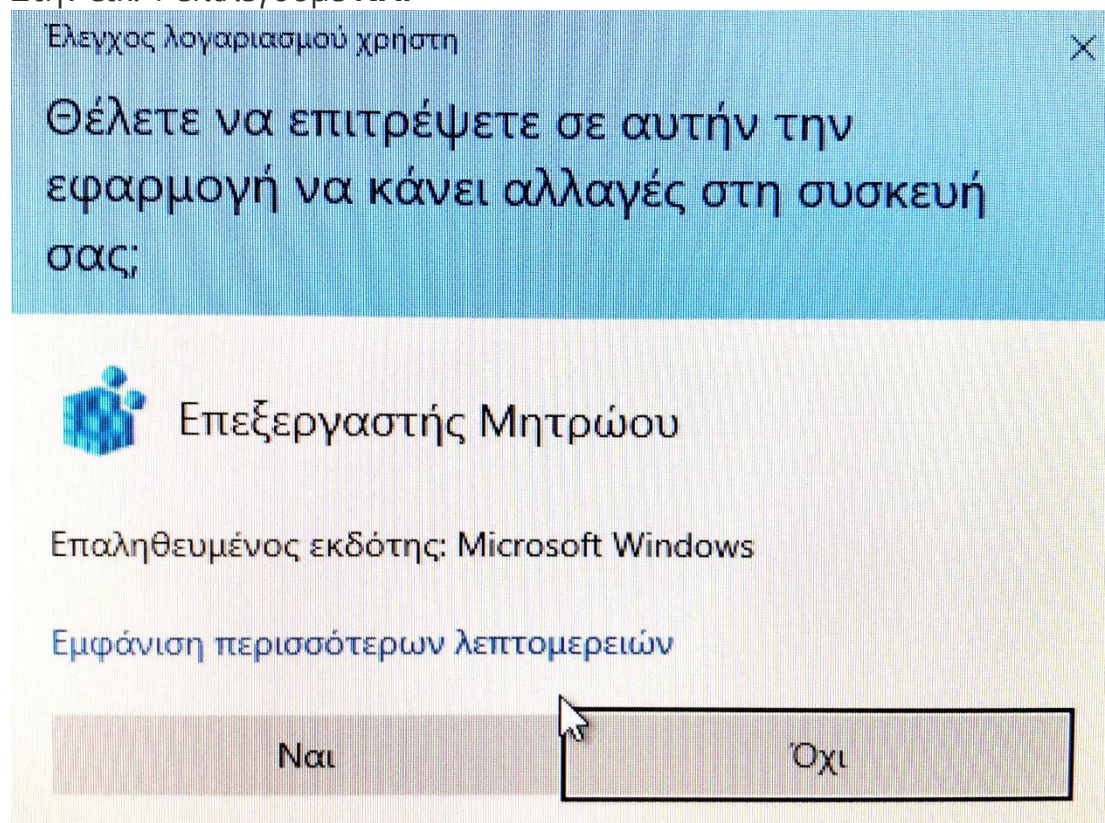 Έλεγχος λογαριασμού χρήστη
Θέλετε να επιτρέψετε σε αυτήν την
εφαρμογή να κάνει αλλαγές στη συσκευή
σας;
Επεξεργαστής Μητρώου
Επαληθευμένος εκδότης: Microsoft Windows
Εμφάνιση περισσότερων λεπτομερειών
Ναι
Όχι